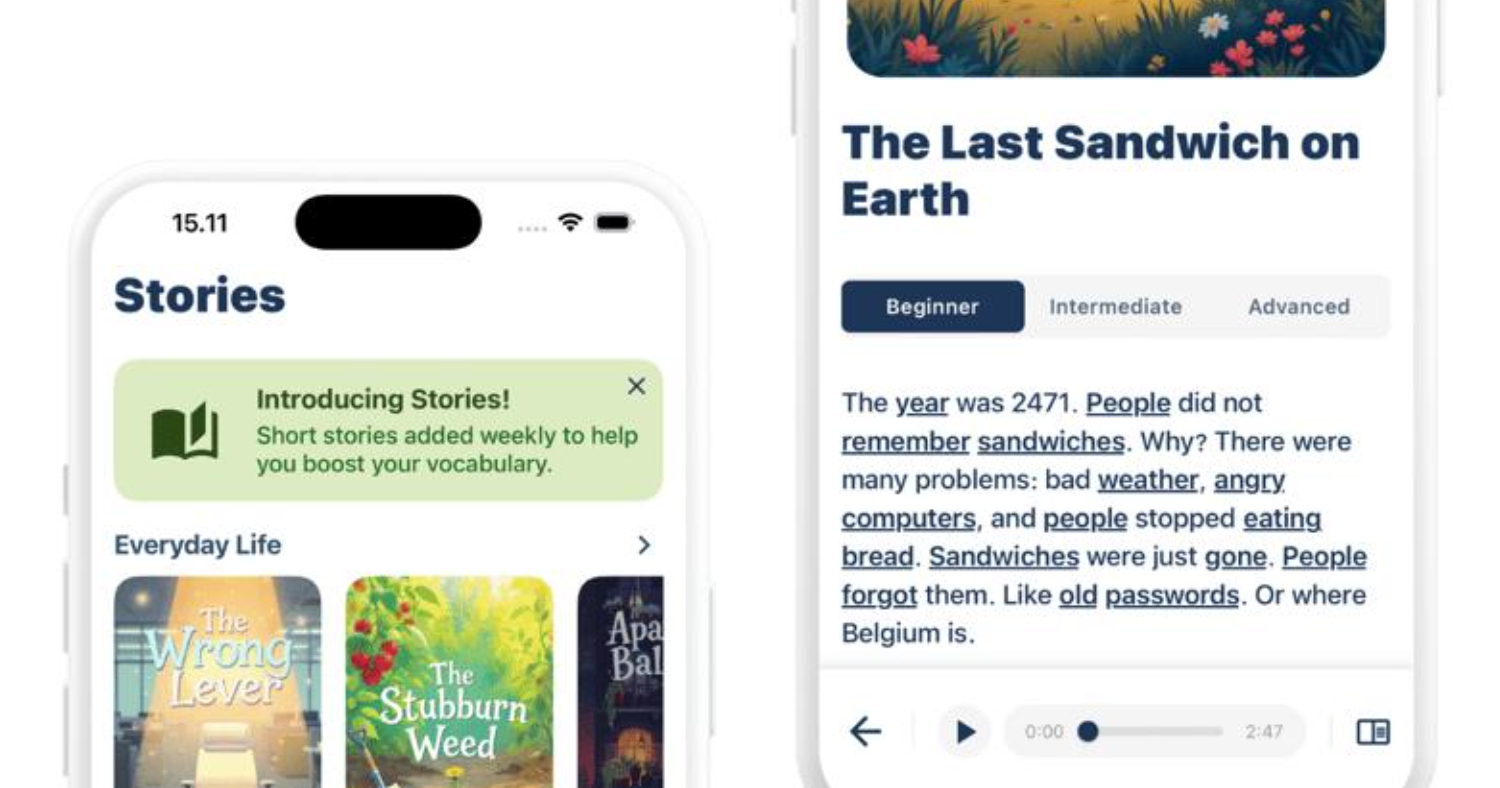 15.11
Stories
Introducing Stories!
Short stories added weekly to help
you boost your vocabulary.
Everyday Life
The
Wrong
Lever
The
Stubburn
Weed
The Last Sandwich on
Earth
Beginner Intermediate Advanced
The year was 2471. People did not
remember sandwiches. Why? There were
many problems: bad weather, angry
computers, and people stopped eating
bread. Sandwiches were just gone. People
forgot them. Like old passwords. Or where
Belgium is.
0:00 2:47